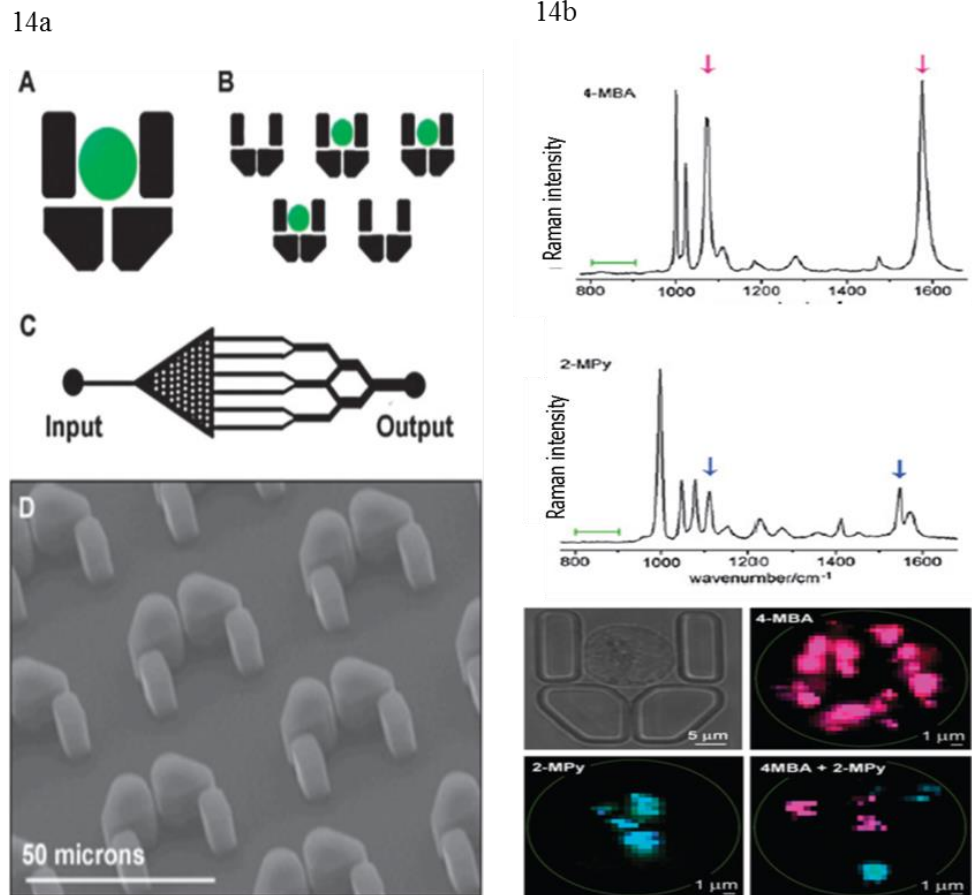 14a
A
B
C
Input
Output
D
50 microns
14b
4-MBA
Raman intensity
800
1000
1200
1400
1600
2-MPy
Raman intensity
800
1000
1200
1400
1600
wavenumber/cm⁻¹
5 µm
4-MBA
1 µm
2-MPy
1 µm
4MBA + 2-MPy
1 µm